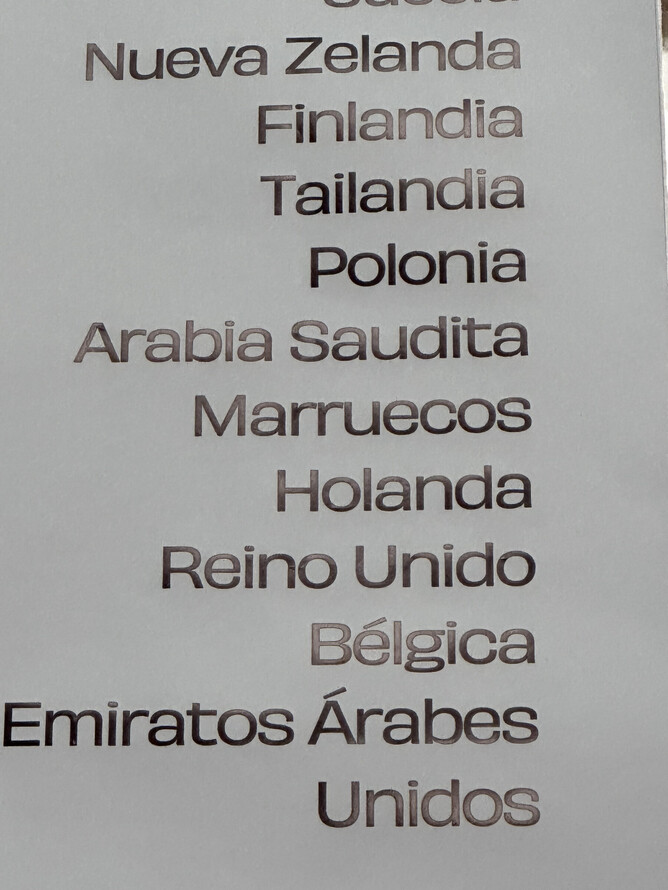 Nueva Zelanda
Finlandia
Tailandia
Polonia
Arabia Saudita
Marruecos
Holanda
Reino Unido
Bélgica
Emiratos Árabes
Unidos